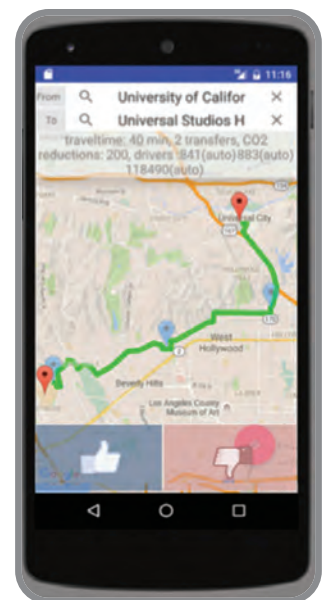 11:16
From University of Califor
To Universal Studios H
traveltime: 40 min, 2 transfers, CO2
reductions: 200, drivers :841(auto)883(auto)
118490(auto)
Universal City
West
Hollywood
2
Beverly Hills
Los Angeles County
Museum of Art